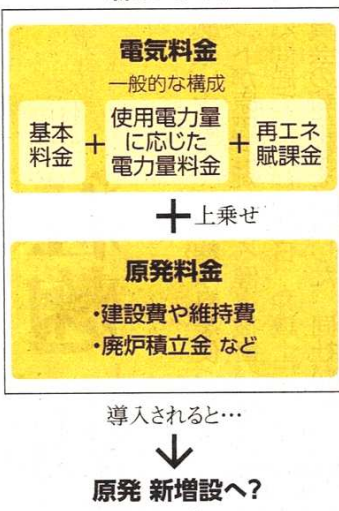 電気料金
一般的な構成
基本
料金
+
使用電力量
に応じた
電力量料金
+
再エネ
賦課金
+上乗せ
原発料金
・建設費や維持費
・廃炉積立金 など
導入されると…
↓
原発 新増設へ?